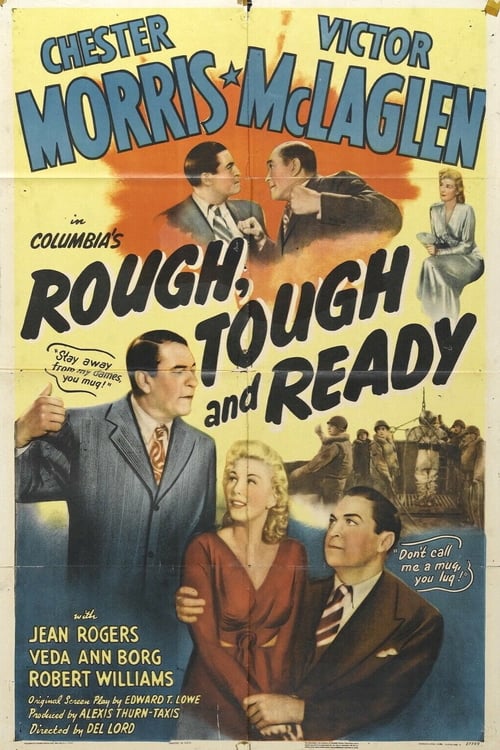 CHESTER VICTOR
MORRIS ★ McLAGLEN
in
COLUMBIA'S
ROUGH,
TOUGH
and READY
"Stay away
from my dames,
you mug!"
"Don't call
me a mug,
you lug!"
with
JEAN ROGERS
VEDA ANN BORG
ROBERT WILLIAMS
Original Screen Play by EDWARD T. LOWE
Produced by ALEXIS THURN-TAXIS
Directed by DEL LORD